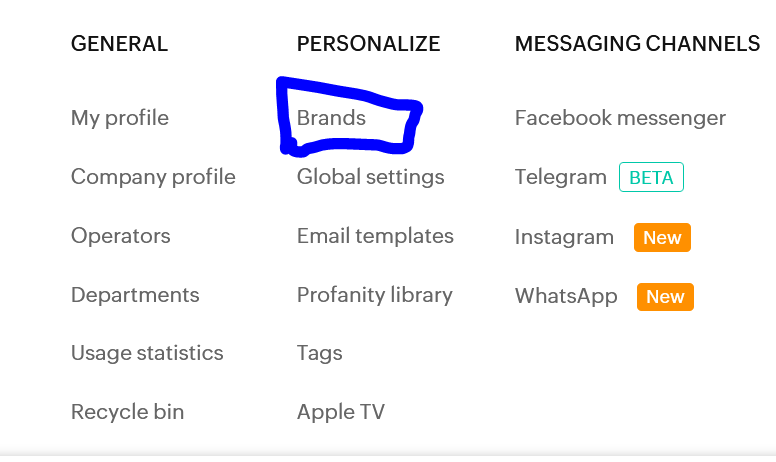 GENERAL
My profile
Company profile
Operators
Departments
Usage statistics
Recycle bin
PERSONALIZE
Brands
Global settings
Email templates
Profanity library
Tags
Apple TV
MESSAGING CHANNELS
Facebook messenger
Telegram BETA
Instagram New
WhatsApp New